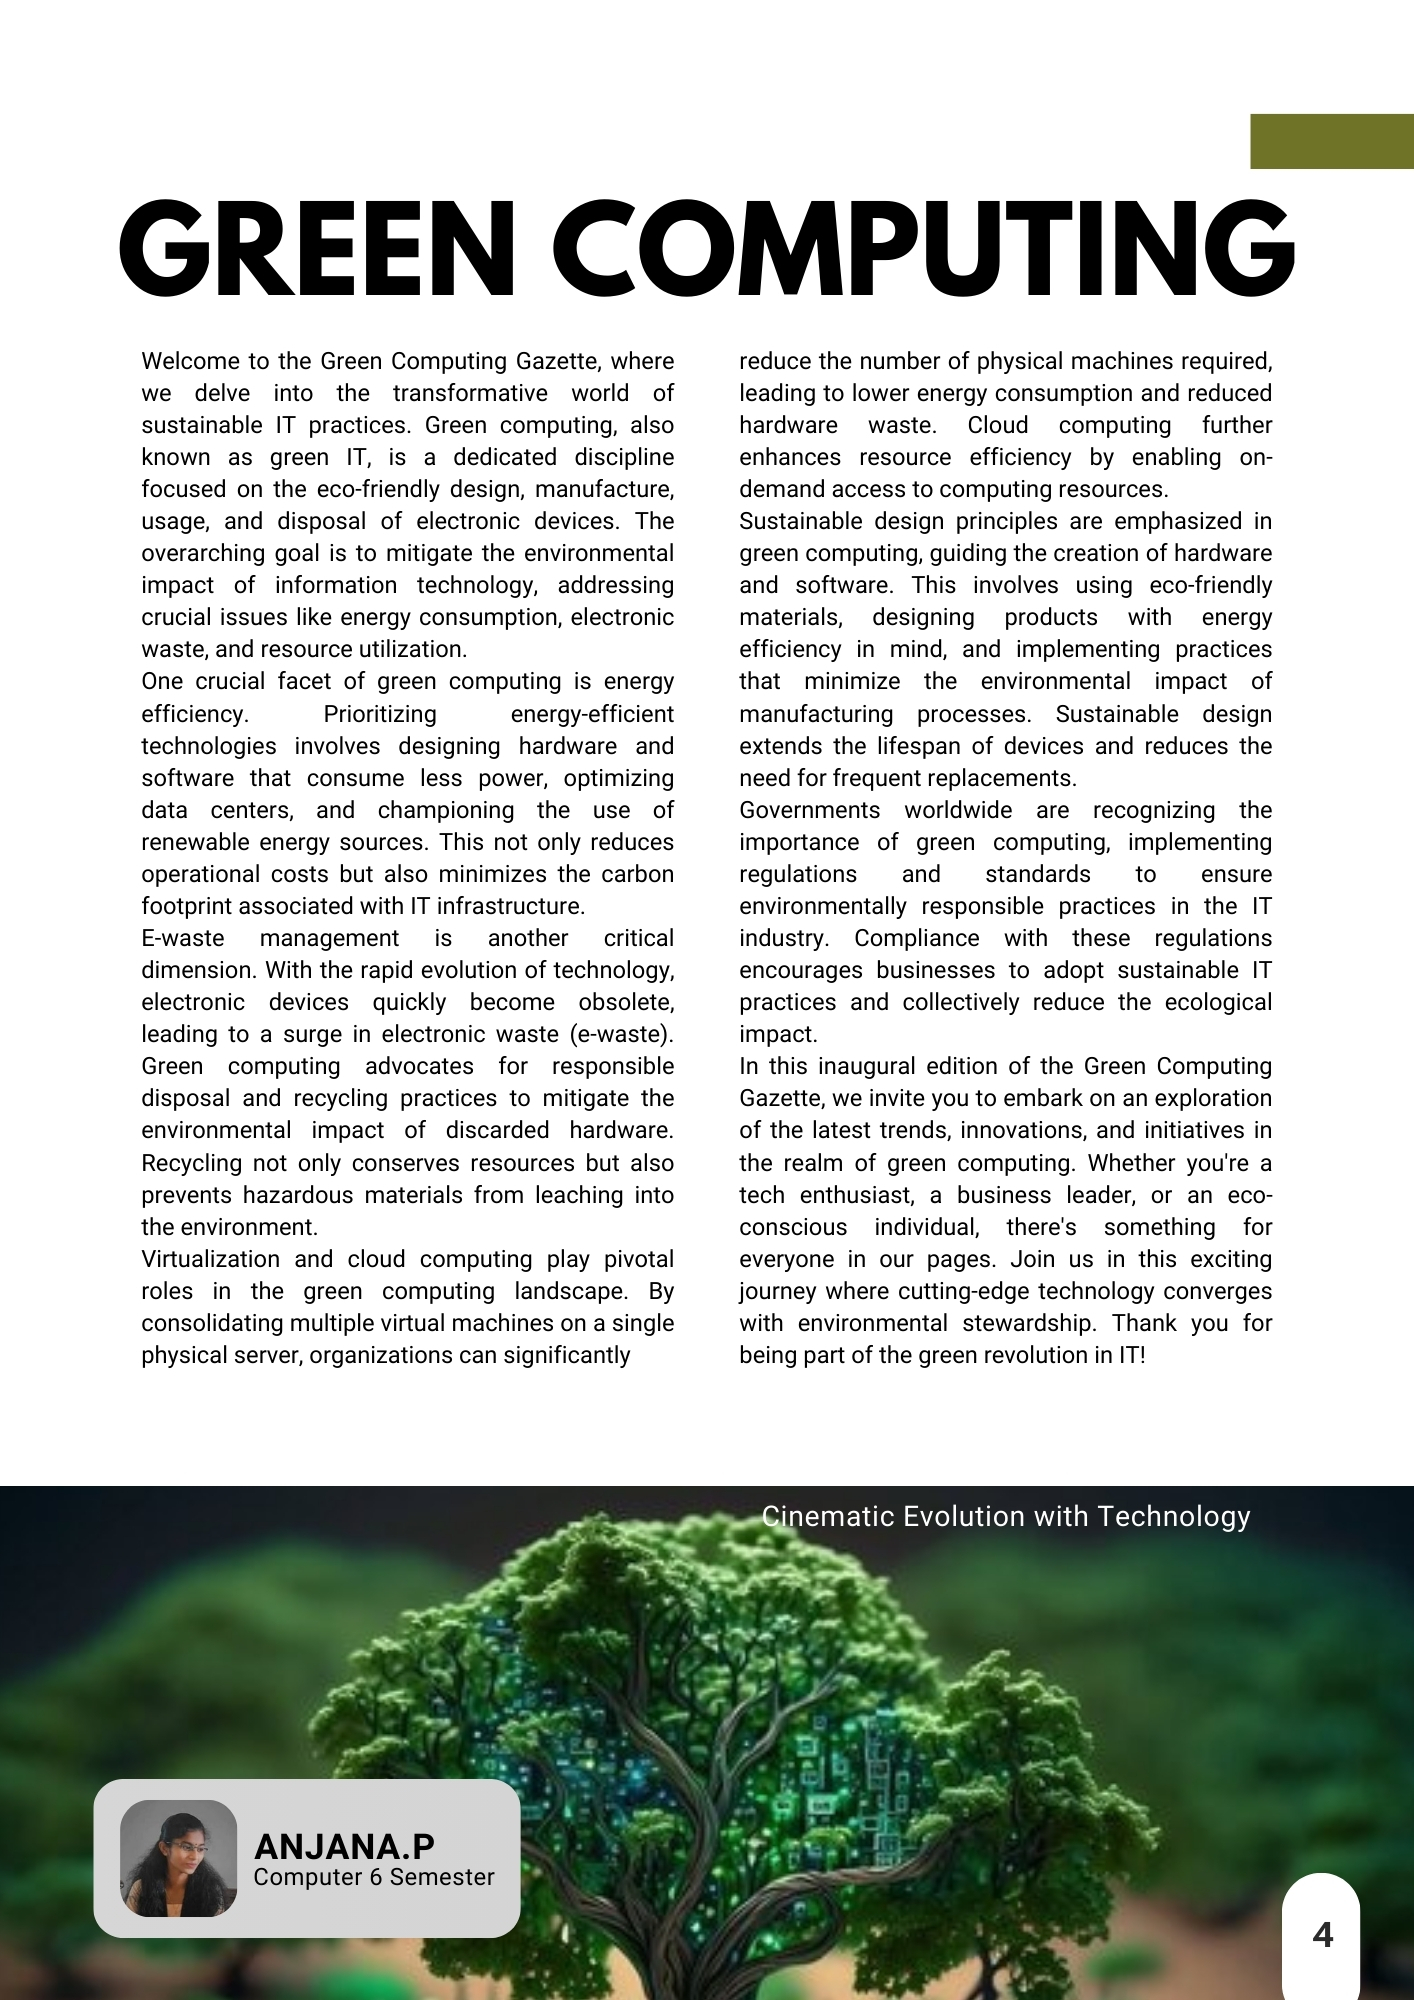 GREEN COMPUTING
Welcome to the Green Computing Gazette, where
we delve into the transformative world of
sustainable IT practices. Green computing, also
known as green IT, is a dedicated discipline
focused on the eco-friendly design, manufacture,
usage, and disposal of electronic devices. The
overarching goal is to mitigate the environmental
impact of information technology, addressing
crucial issues like energy consumption, electronic
waste, and resource utilization.
One crucial facet of green computing is energy
efficiency. Prioritizing energy-efficient
technologies involves designing hardware and
software that consume less power, optimizing
data centers, and championing the use of
renewable energy sources. This not only reduces
operational costs but also minimizes the carbon
footprint associated with IT infrastructure.
E-waste management is another critical
dimension. With the rapid evolution of technology,
electronic devices quickly become obsolete,
leading to a surge in electronic waste (e-waste).
Green computing advocates for responsible
disposal and recycling practices to mitigate the
environmental impact of discarded hardware.
Recycling not only conserves resources but also
prevents hazardous materials from leaching into
the environment.
Virtualization and cloud computing play pivotal
roles in the green computing landscape. By
consolidating multiple virtual machines on a single
physical server, organizations can significantly
reduce the number of physical machines required,
leading to lower energy consumption and reduced
hardware waste. Cloud computing further
enhances resource efficiency by enabling on-
demand access to computing resources.
Sustainable design principles are emphasized in
green computing, guiding the creation of hardware
and software. This involves using eco-friendly
materials, designing products with energy
efficiency in mind, and implementing practices
that minimize the environmental impact of
manufacturing processes. Sustainable design
extends the lifespan of devices and reduces the
need for frequent replacements.
Governments worldwide are recognizing the
importance of green computing, implementing
regulations and standards to ensure
environmentally responsible practices in the IT
industry. Compliance with these regulations
encourages businesses to adopt sustainable IT
practices and collectively reduce the ecological
impact.
In this inaugural edition of the Green Computing
Gazette, we invite you to embark on an exploration
of the latest trends, innovations, and initiatives in
the realm of green computing. Whether you're a
tech enthusiast, a business leader, or an eco-
conscious individual, there's something for
everyone in our pages. Join us in this exciting
journey where cutting-edge technology converges
with environmental stewardship. Thank you for
being part of the green revolution in IT!
Cinematic Evolution with Technology
ANJANA.P
Computer 6 Semester
4